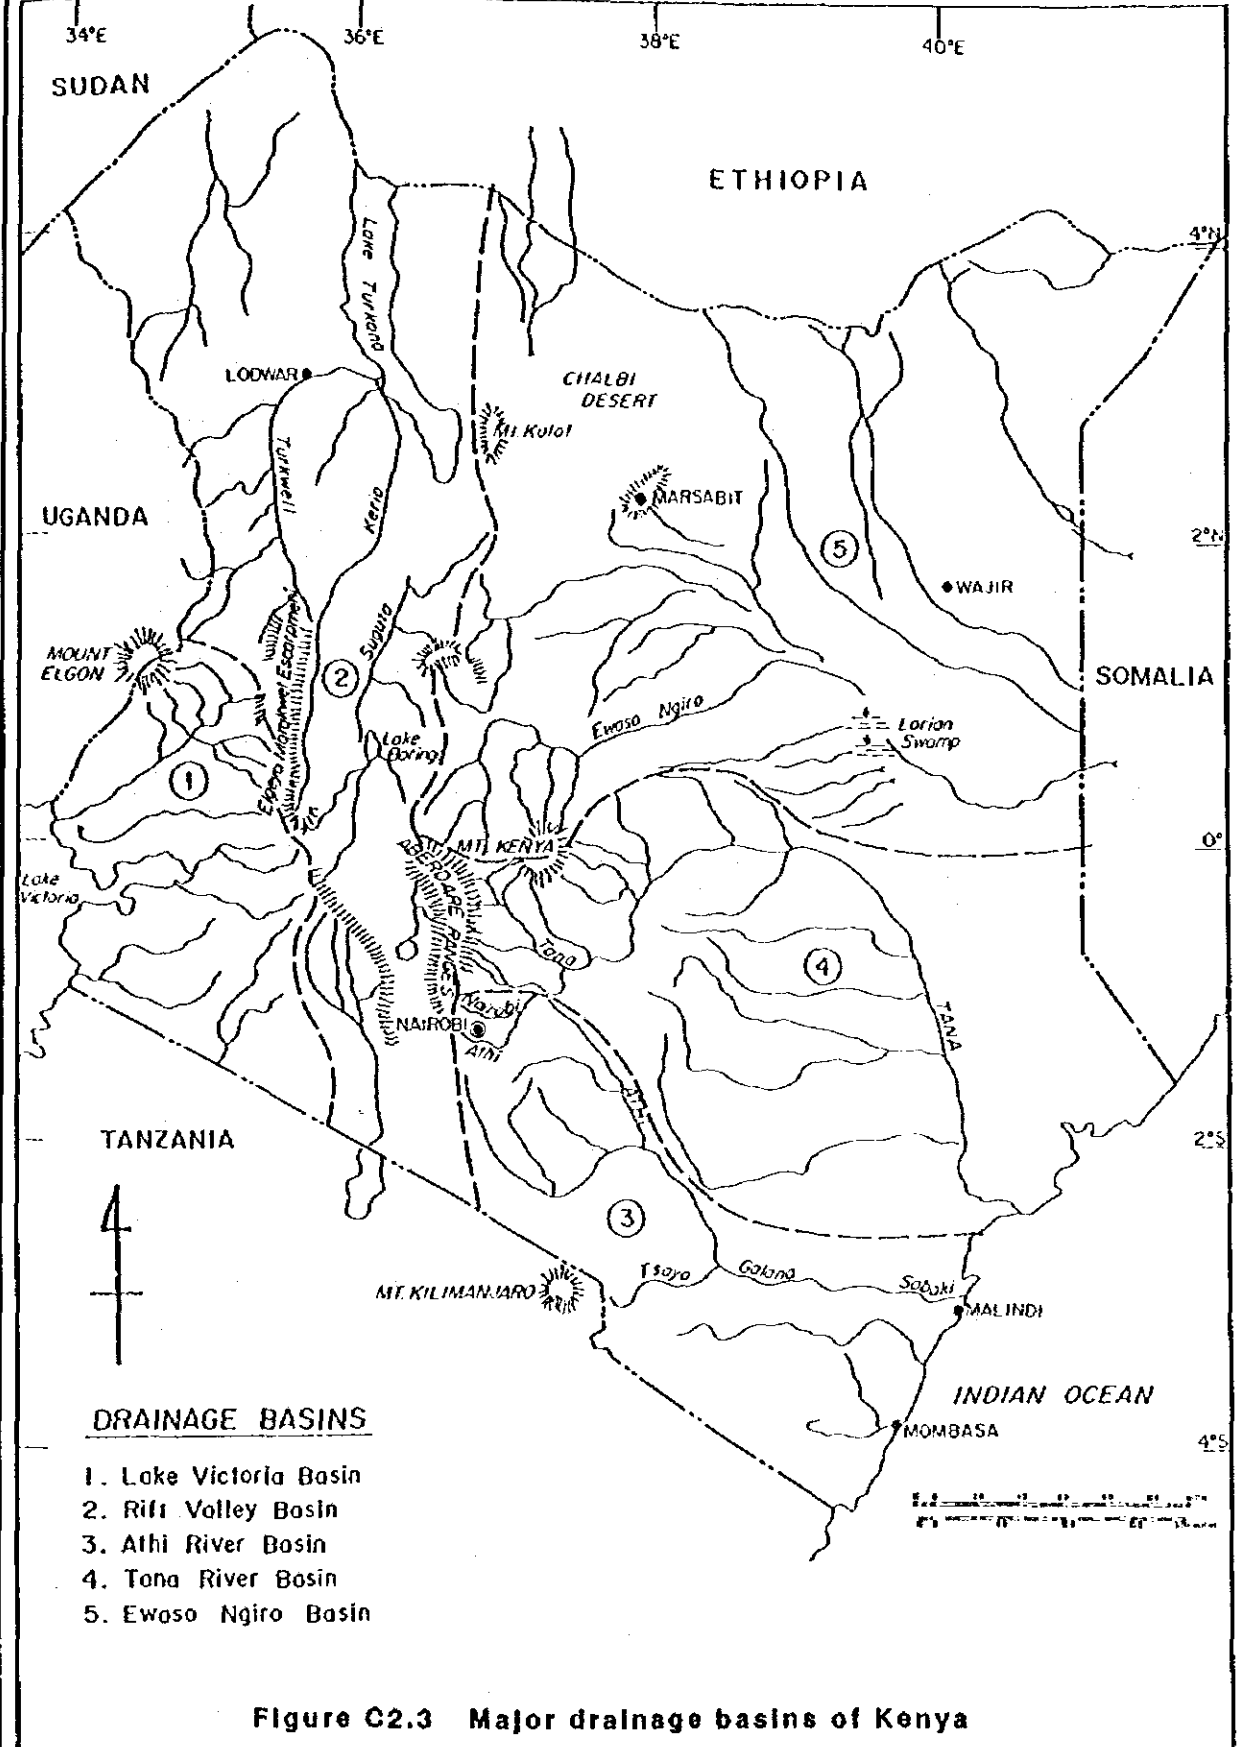 34°E
36°E
38°E
40°E
SUDAN
ETHIOPIA
4°N
Lake Turkana
LODWAR
CHALBI
DESERT
Mt. Kulal
Turkwell
Kerio
MARSABIT
UGANDA
2°N
5
WAJIR
Elgeyo Marakwet Escarpment
Suguta
MOUNT
ELGON
2
SOMALIA
Ewaso Ngiro
Lorian
Swamp
Lake
Baringo
1
0°
MT. KENYA
ABERDARE RANGES
Lake
Victoria
Tana
4
Nairobi
NAIROBI
Athi
TANA
ATHI
TANZANIA
2°S
3
Tsavo
Galana
Sabaki
MT. KILIMANJARO
MALINDI
INDIAN OCEAN
MOMBASA
4°S
DRAINAGE BASINS
1. Lake Victoria Basin
2. Rift Valley Basin
3. Athi River Basin
4. Tana River Basin
5. Ewaso Ngiro Basin
Figure C2.3 Major drainage basins of Kenya